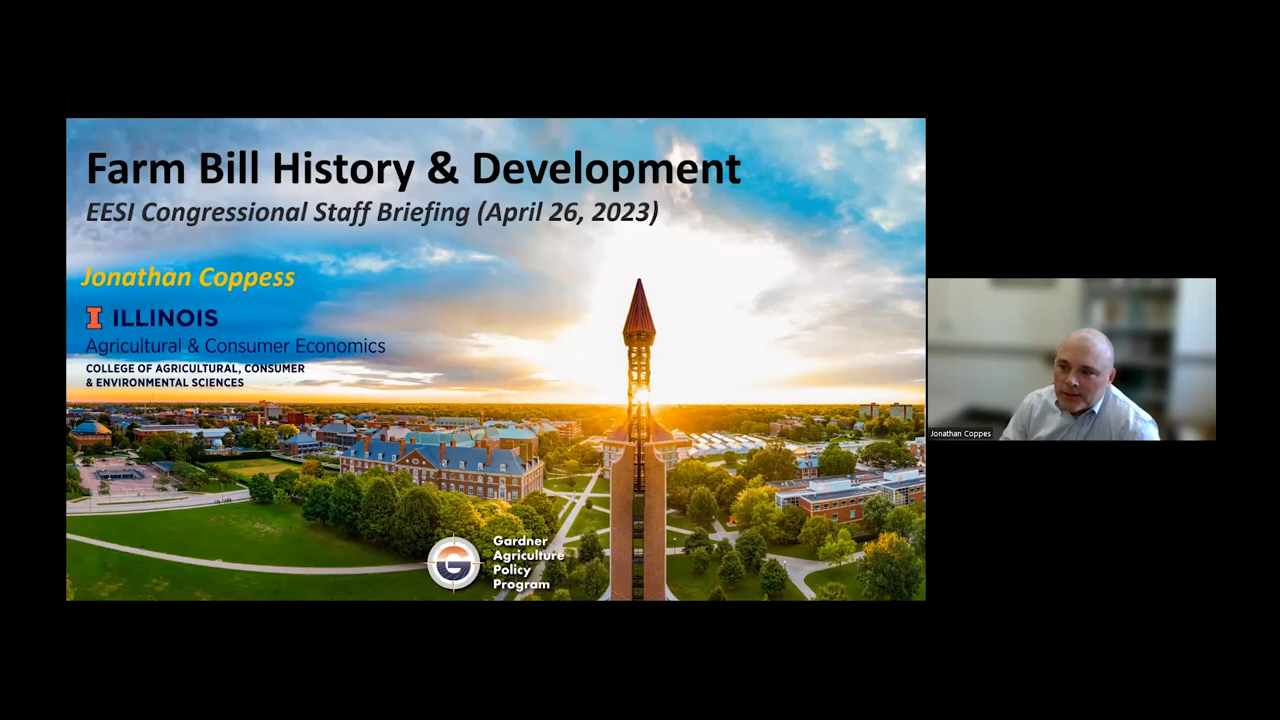 Farm Bill History & Development
EESI Congressional Staff Briefing (April 26, 2023)
Jonathan Coppess
I ILLINOIS
Agricultural & Consumer Economics
COLLEGE OF AGRICULTURAL, CONSUMER
& ENVIRONMENTAL SCIENCES
G
Gardner
Agriculture
Policy
Program
Jonathan Coppes